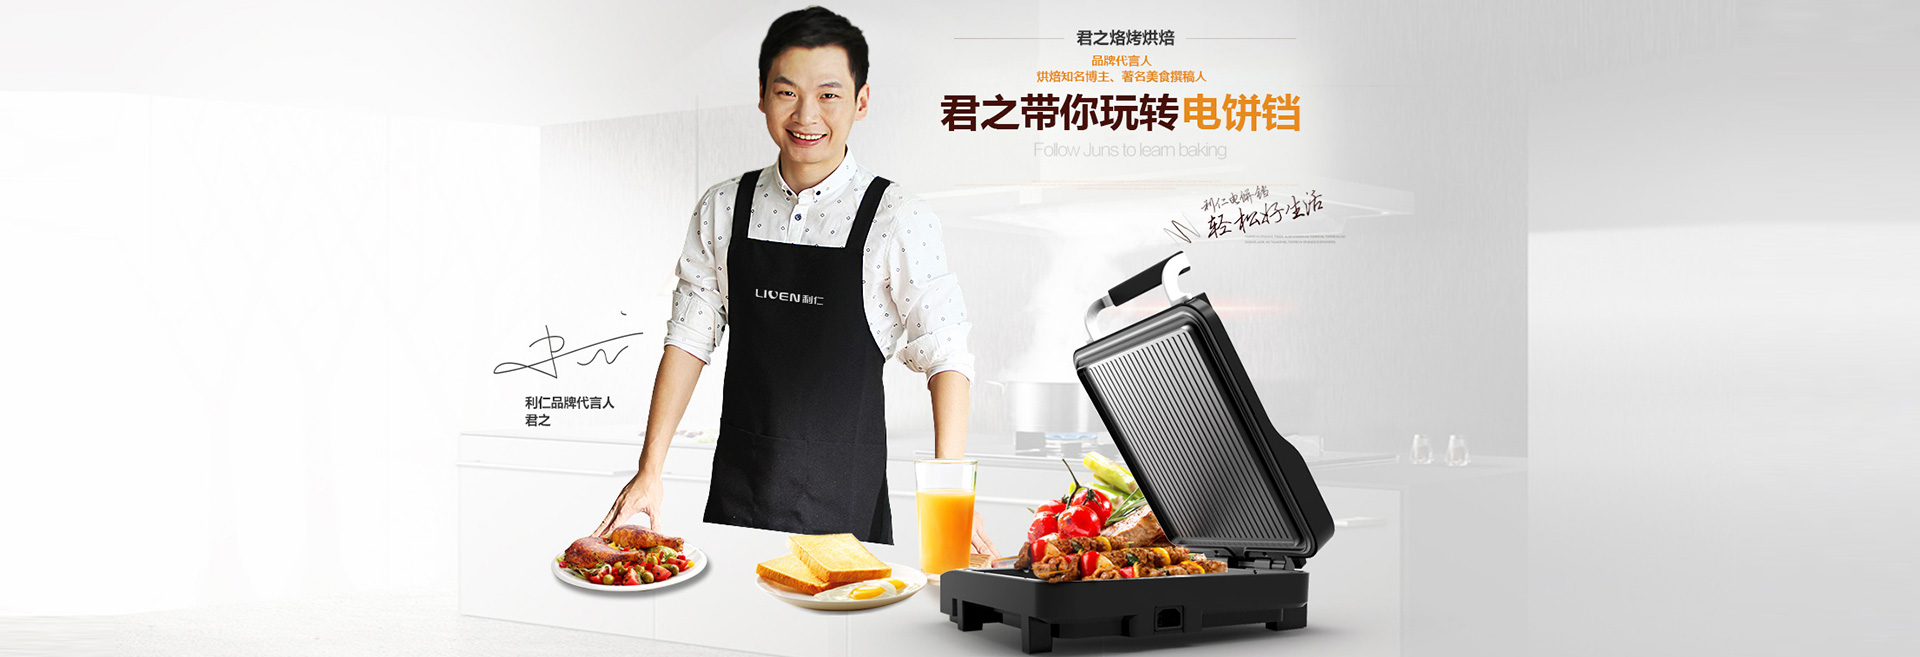 君之烙烤烘焙
品牌代言人
烘焙知名博主、著名美食撰稿人
君之带你玩转电饼铛
Follow Juns to learn baking
利仁电饼铛
轻松好生活
LIVEN利仁
利仁品牌代言人
君之